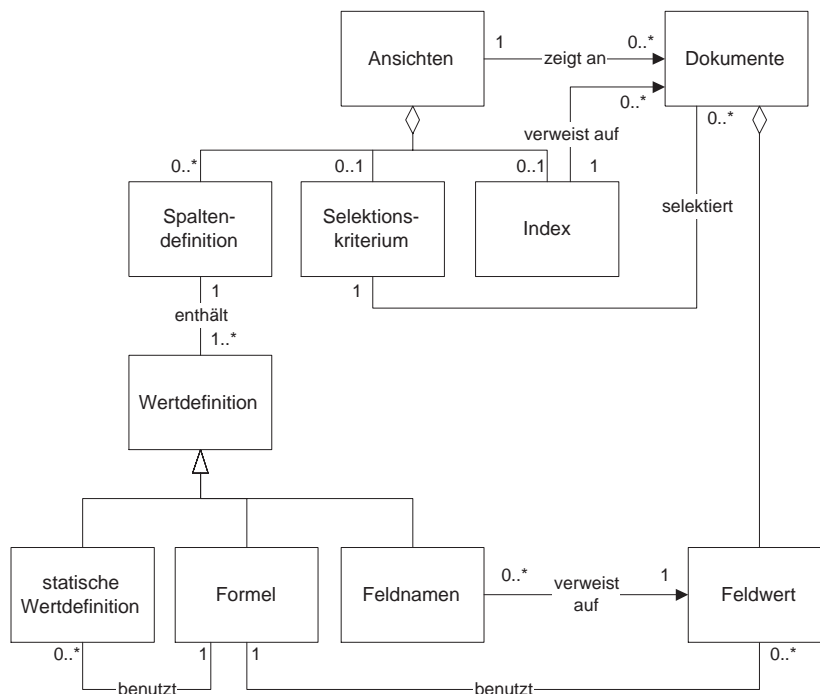 Ansichten
1
zeigt an
0..*
Dokumente
0..*
verweist auf
0..*
0..*
0..1
0..1
1
Spalten-
definition
Selektions-
kriterium
Index
selektiert
1
enthält
1..*
1
Wertdefinition
statische
Wertdefinition
Formel
Feldnamen
0..*
verweist
auf
1
Feldwert
0..*
benutzt
1
1
benutzt
0..*